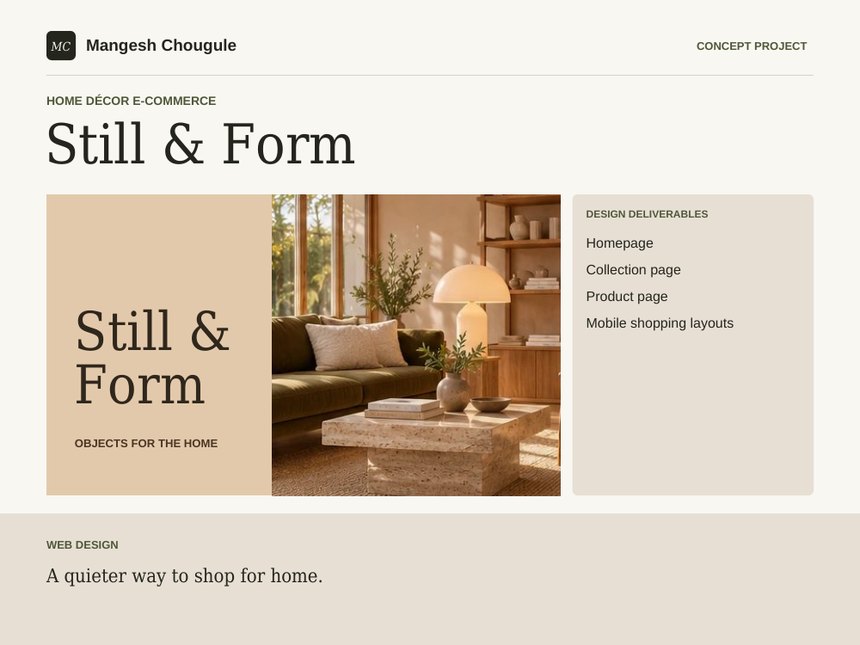 MC Mangesh Chougule
CONCEPT PROJECT
HOME DÉCOR E-COMMERCE
Still & Form
Still &
Form
OBJECTS FOR THE HOME
DESIGN DELIVERABLES
Homepage
Collection page
Product page
Mobile shopping layouts
WEB DESIGN
A quieter way to shop for home.